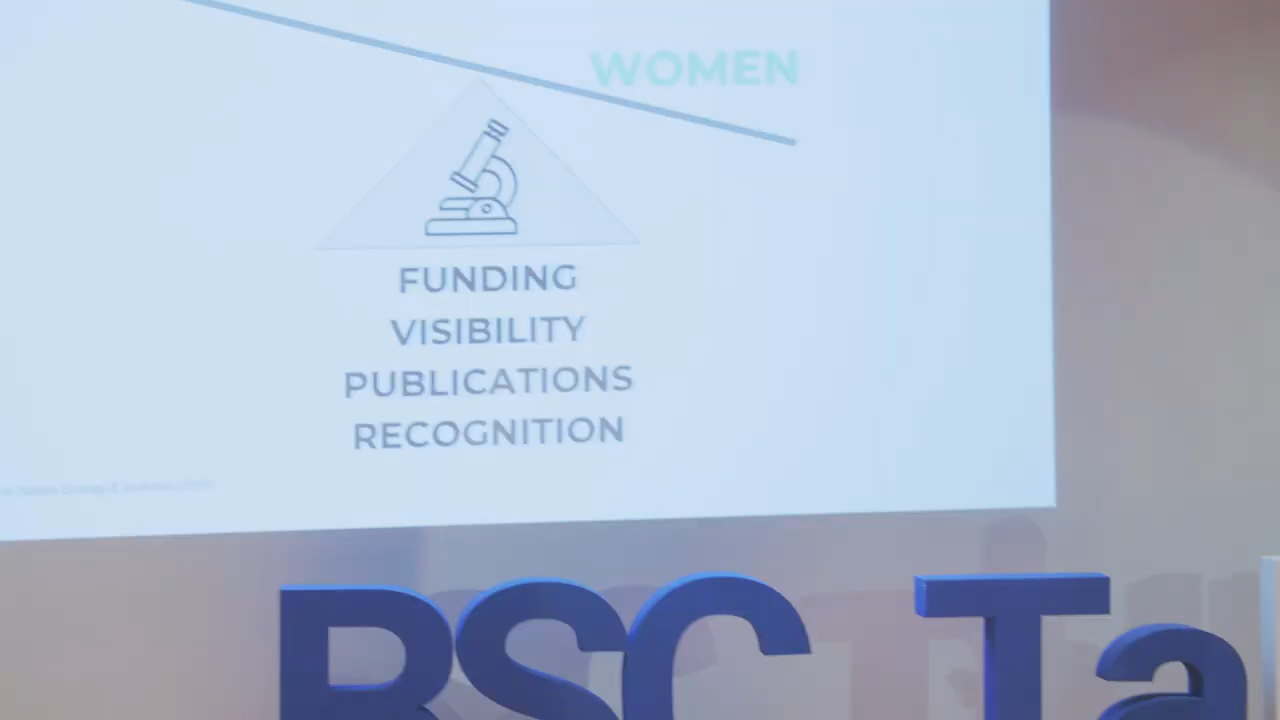 WOMEN
FUNDING
VISIBILITY
PUBLICATIONS
RECOGNITION
BSC Ta